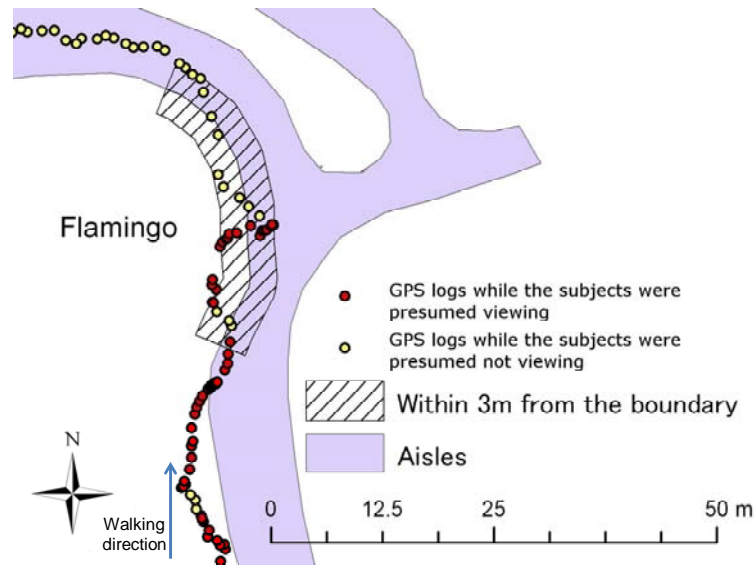 Flamingo
GPS logs while the subjects were
presumed viewing
GPS logs while the subjects were
presumed not viewing
Within 3m from the boundary
Aisles
N
Walking
direction
0 12.5 25 50 m